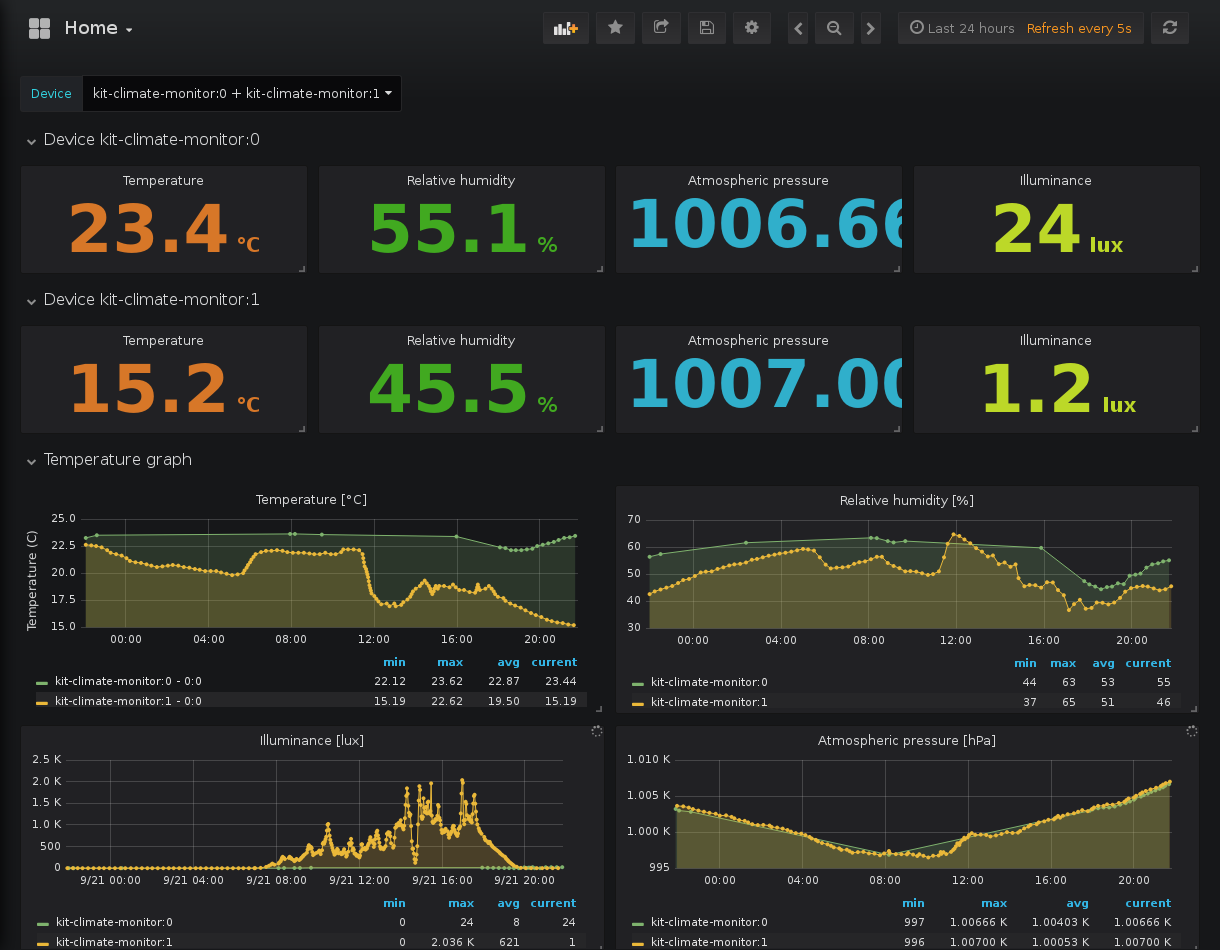 Home
Last 24 hours Refresh every 5s
Device kit-climate-monitor:0 + kit-climate-monitor:1
Device kit-climate-monitor:0
Temperature
23.4 °C
Relative humidity
55.1 %
Atmospheric pressure
1006.66
Illuminance
24 lux
Device kit-climate-monitor:1
Temperature
15.2 °C
Relative humidity
45.5 %
Atmospheric pressure
1007.00
Illuminance
1.2 lux
Temperature graph
Temperature [°C]
Temperature (C)
25.0
22.5
20.0
17.5
15.0
00:00 04:00 08:00 12:00 16:00 20:00
min max avg current
kit-climate-monitor:0 - 0:0 22.12 23.62 22.87 23.44
kit-climate-monitor:1 - 0:0 15.19 22.62 19.50 15.19
Relative humidity [%]
70
60
50
40
30
00:00 04:00 08:00 12:00 16:00 20:00
min max avg current
kit-climate-monitor:0 44 63 53 55
kit-climate-monitor:1 37 65 51 46
Illuminance [lux]
2.5 K
2.0 K
1.5 K
1.0 K
500
0
9/21 00:00 9/21 04:00 9/21 08:00 9/21 12:00 9/21 16:00 9/21 20:00
min max avg current
kit-climate-monitor:0 0 24 8 24
kit-climate-monitor:1 0 2.036 K 621 1
Atmospheric pressure [hPa]
1.010 K
1.005 K
1.000 K
995
00:00 04:00 08:00 12:00 16:00 20:00
min max avg current
kit-climate-monitor:0 997 1.00666 K 1.00403 K 1.00666 K
kit-climate-monitor:1 996 1.00700 K 1.00053 K 1.00700 K